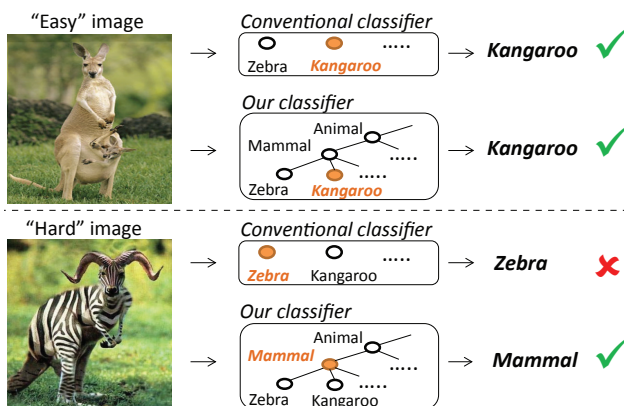 “Easy” image
Conventional classifier
Zebra Kangaroo .....
Kangaroo
Our classifier
Animal
Mammal
.....
Zebra Kangaroo .....
Kangaroo
“Hard” image
Conventional classifier
Zebra Kangaroo .....
Zebra
Our classifier
Animal
Mammal
.....
Zebra Kangaroo .....
Mammal